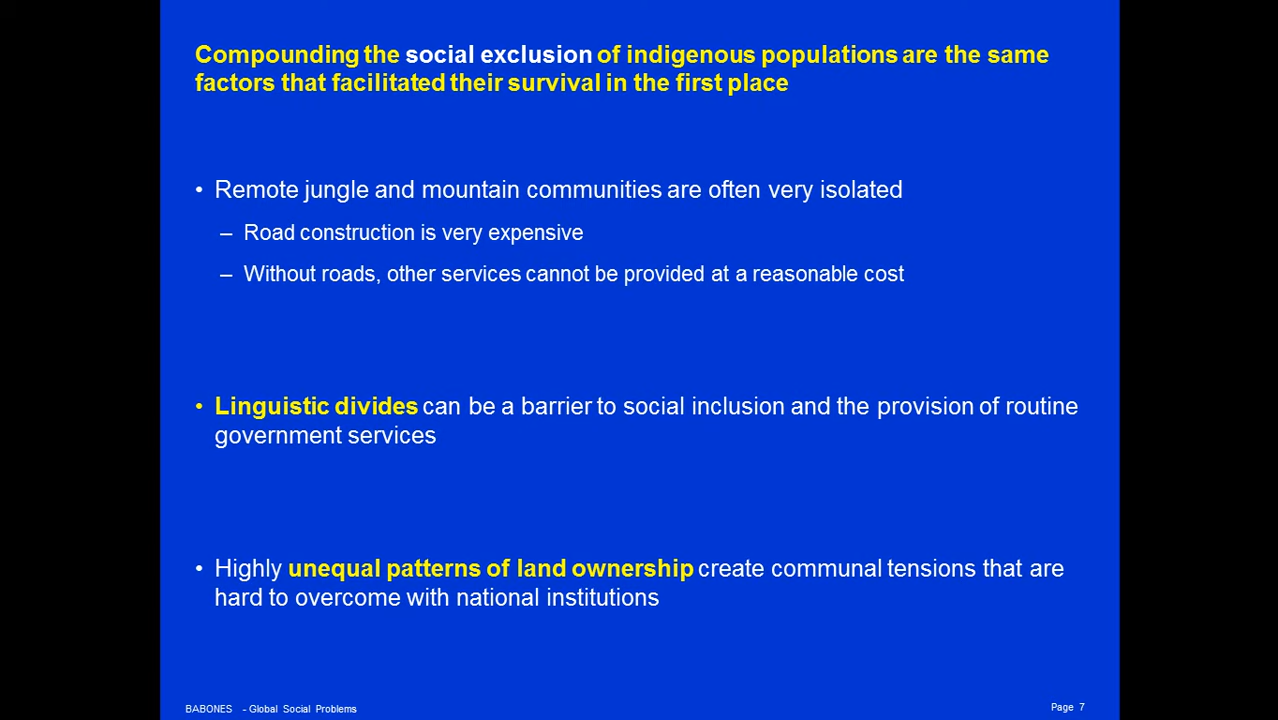 Compounding the social exclusion of indigenous populations are the same
factors that facilitated their survival in the first place
• Remote jungle and mountain communities are often very isolated
– Road construction is very expensive
– Without roads, other services cannot be provided at a reasonable cost
• Linguistic divides can be a barrier to social inclusion and the provision of routine
government services
• Highly unequal patterns of land ownership create communal tensions that are
hard to overcome with national institutions
BABONES – Global Social Problems
Page 7